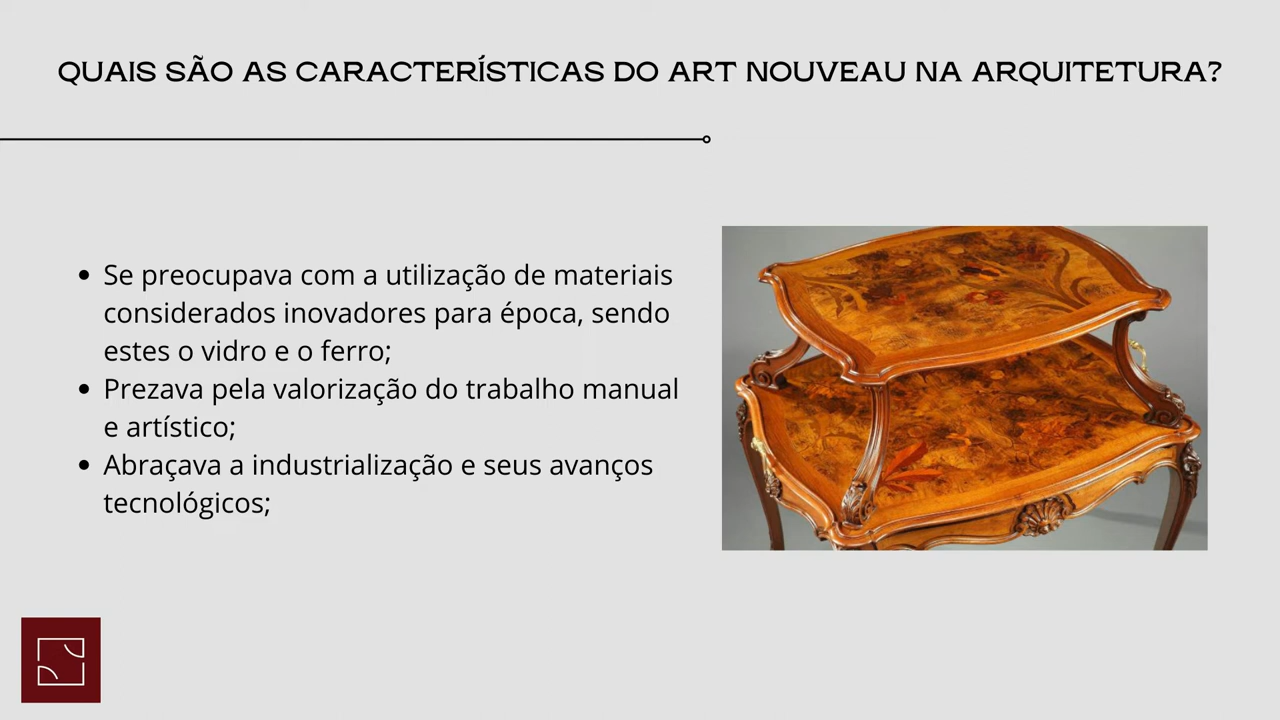 QUAIS SÃO AS CARACTERÍSTICAS DO ART NOUVEAU NA ARQUITETURA?
• Se preocupava com a utilização de materiais
considerados inovadores para época, sendo
estes o vidro e o ferro;
• Prezava pela valorização do trabalho manual
e artístico;
• Abraçava a industrialização e seus avanços
tecnológicos;